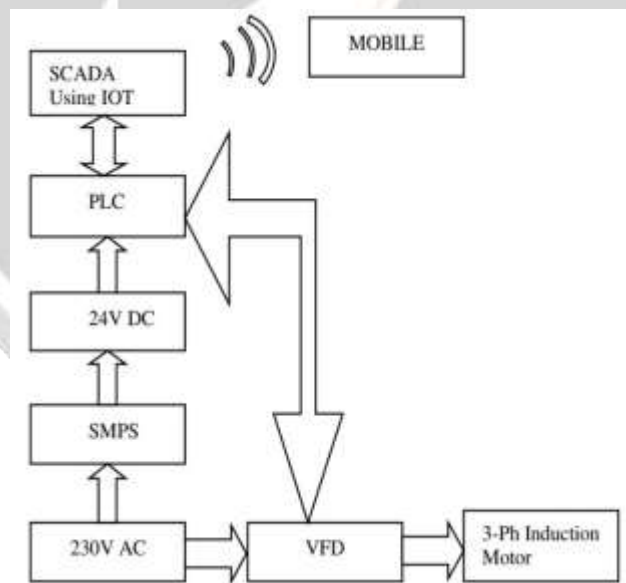 MOBILE
SCADA
Using IOT
PLC
24V DC
SMPS
230V AC
VFD
3-Ph Induction
Motor